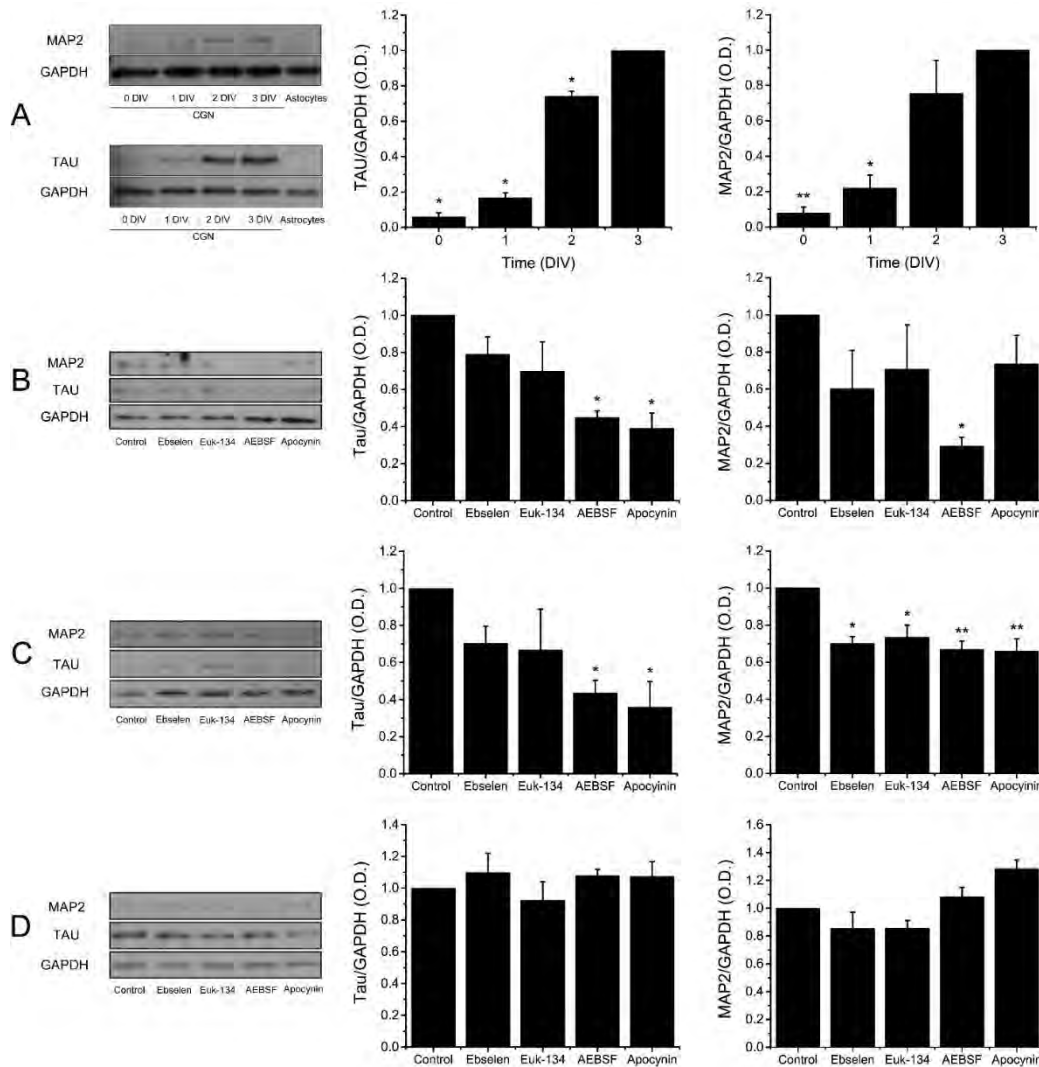 A
MAP2
GAPDH
0 DIV 1 DIV 2 DIV 3 DIV Astocytes
CGN
TAU
GAPDH
0 DIV 1 DIV 2 DIV 3 DIV Astrocytes
CGN
TAU/GAPDH (O.D.)
1.2
1.0
0.8
0.6
0.4
0.2
0.0
* * *
0 1 2 3
Time (DIV)
MAP2/GAPDH (O.D.)
1.2
1.0
0.8
0.6
0.4
0.2
0.0
** *
0 1 2 3
Time (DIV)
B
MAP2
TAU
GAPDH
Control Ebselen Euk-134 AEBSF Apocynin
Tau/GAPDH (O.D.)
1.2
1.0
0.8
0.6
0.4
0.2
0.0
* *
Control Ebselen Euk-134 AEBSF Apocynin
MAP2/GAPDH (O.D.)
1.2
1.0
0.8
0.6
0.4
0.2
0.0
*
Control Ebselen Euk-134 AEBSF Apocynin
C
MAP2
TAU
GAPDH
Control Ebselen Euk-134 AEBSF Apocynin
Tau/GAPDH (O.D.)
1.2
1.0
0.8
0.6
0.4
0.2
0.0
* *
Control Ebselen Euk-134 AEBSF Apocyinin
MAP2/GAPDH (O.D.)
1.2
1.0
0.8
0.6
0.4
0.2
0.0
* * ** **
Control Ebselen Euk-134 AEBSF Apocyinin
D
MAP2
TAU
GAPDH
Control Ebselen Euk-134 AEBSF Apocynin
Tau/GAPDH (O.D.)
1.4
1.2
1.0
0.8
0.6
0.4
0.2
0.0
Control Ebselen Euk-134 AEBSF Apocynin
MAP2/GAPDH (O.D.)
1.6
1.4
1.2
1.0
0.8
0.6
0.4
0.2
0.0
Control Ebselen Euk-134 AEBSF Apocynin